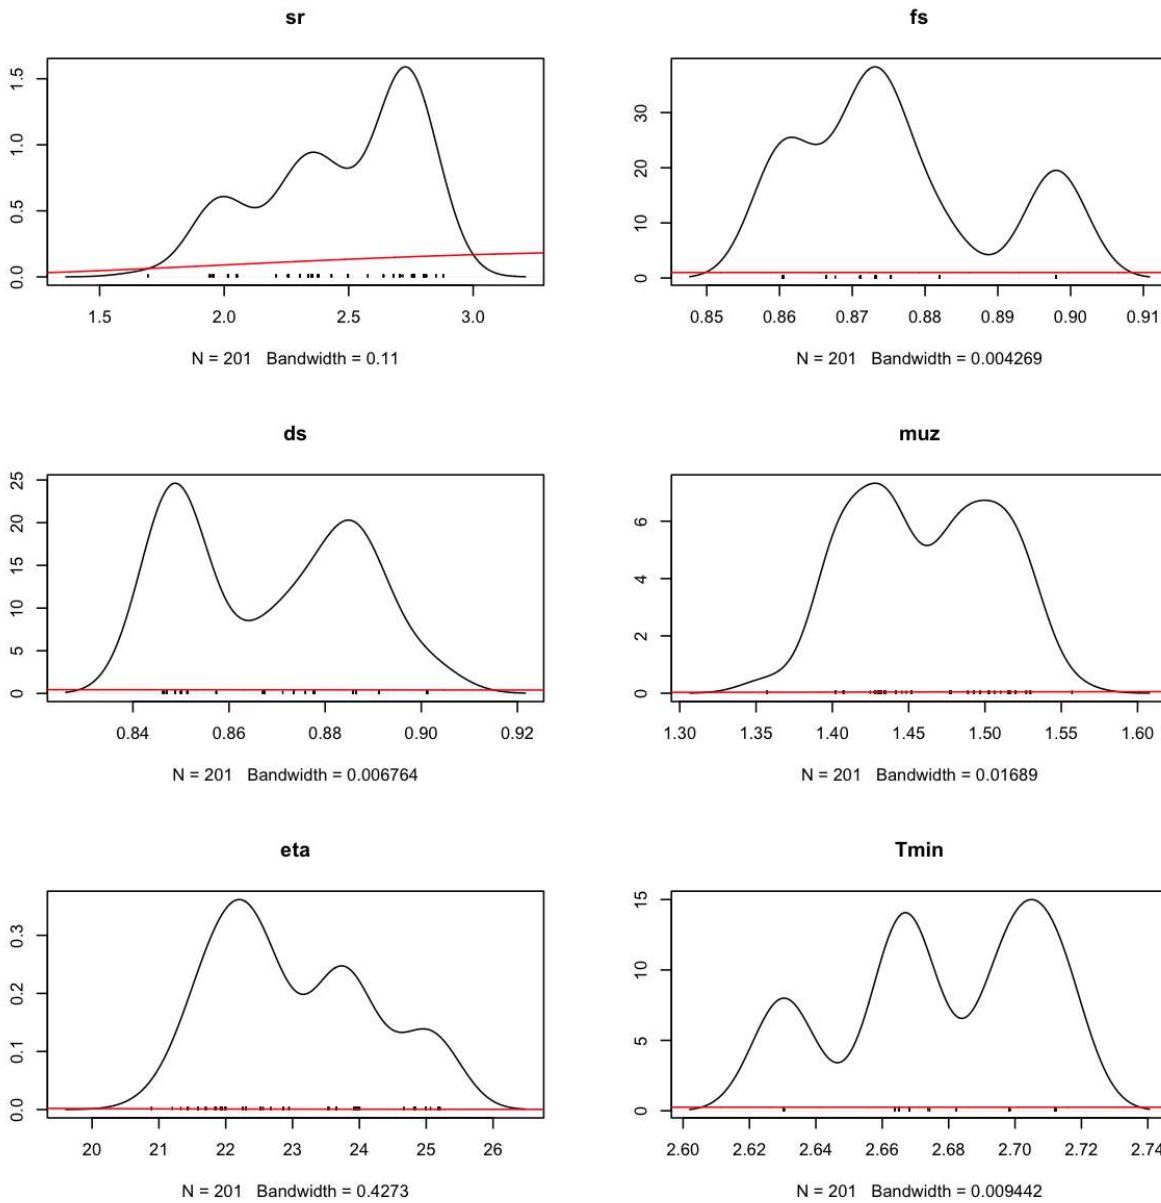 sr
1.5
1.0
0.5
0.0
1.5 2.0 2.5 3.0
N = 201 Bandwidth = 0.11
fs
30
20
10
0
0.85 0.86 0.87 0.88 0.89 0.90 0.91
N = 201 Bandwidth = 0.004269
ds
25
20
15
10
5
0
0.84 0.86 0.88 0.90 0.92
N = 201 Bandwidth = 0.006764
muz
6
4
2
0
1.30 1.35 1.40 1.45 1.50 1.55 1.60
N = 201 Bandwidth = 0.01689
eta
0.3
0.2
0.1
0.0
20 21 22 23 24 25 26
N = 201 Bandwidth = 0.4273
Tmin
15
10
5
0
2.60 2.62 2.64 2.66 2.68 2.70 2.72 2.74
N = 201 Bandwidth = 0.009442